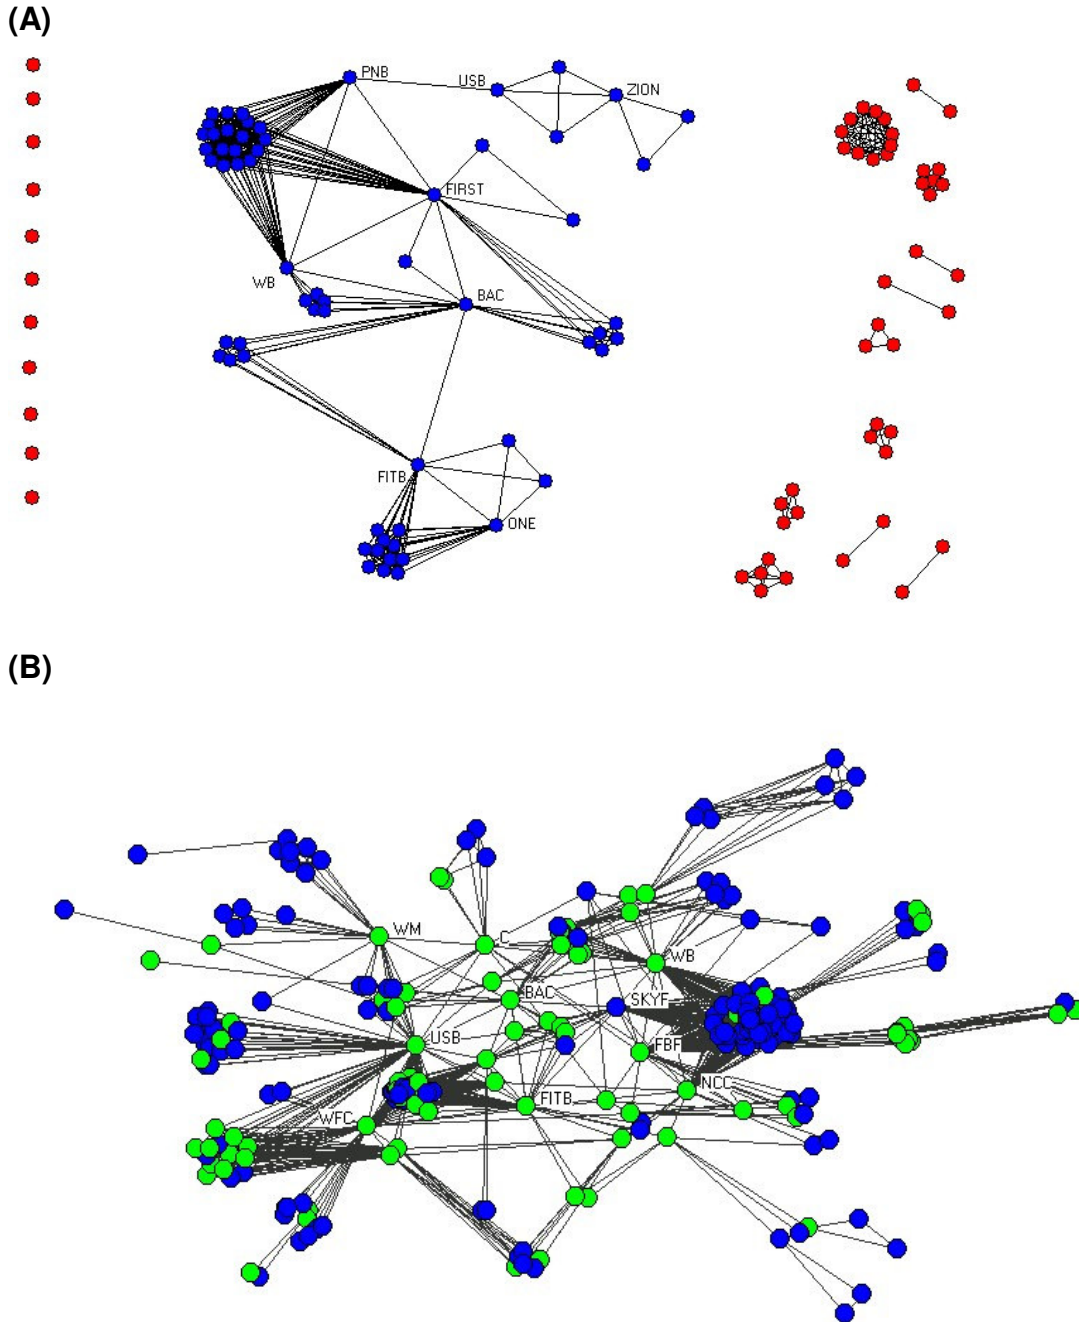 (A)
PNB
USB
ZION
FIRST
WB
BAC
FITB
ONE
(B)
WM
C
WB
BAC
SKYF
USB
FBF
NCC
FITB
WFC